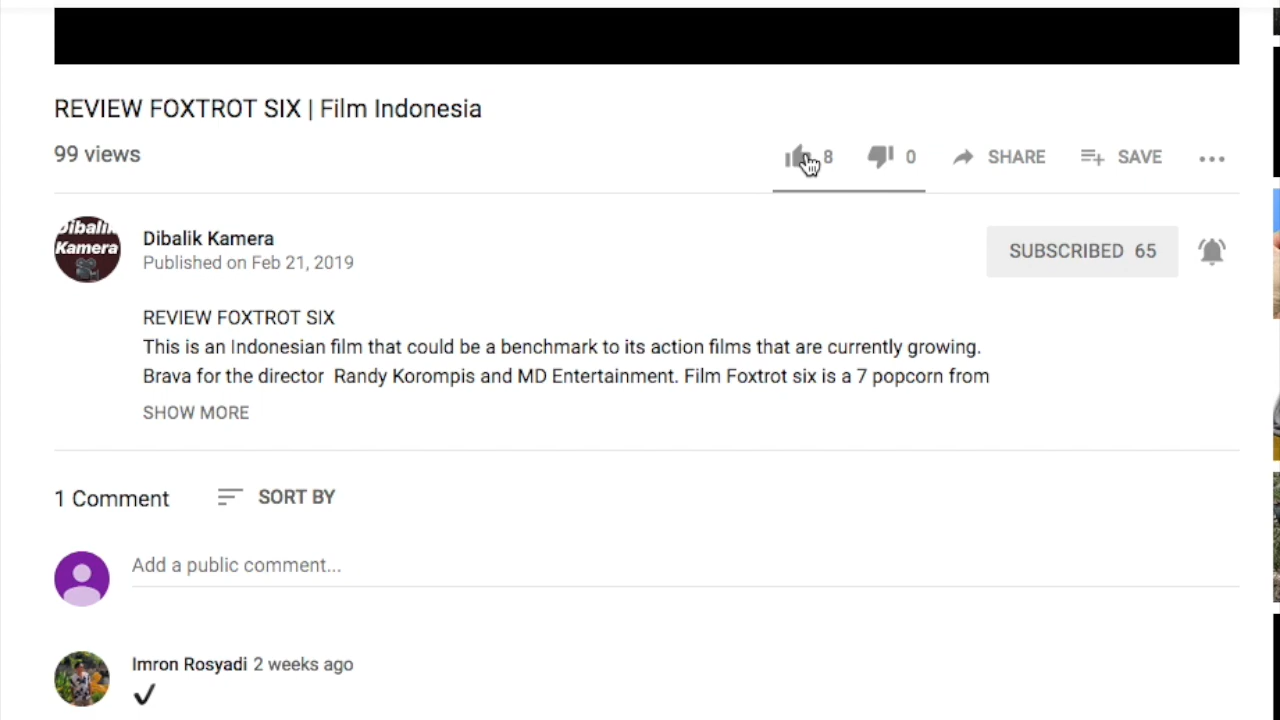 REVIEW FOXTROT SIX | Film Indonesia
99 views
8
0
SHARE
SAVE
Dibalik
Kamera
Dibalik Kamera
Published on Feb 21, 2019
SUBSCRIBED 65
REVIEW FOXTROT SIX
This is an Indonesian film that could be a benchmark to its action films that are currently growing.
Brava for the director Randy Korompis and MD Entertainment. Film Foxtrot six is a 7 popcorn from
SHOW MORE
1 Comment
SORT BY
Add a public comment...
Imron Rosyadi 2 weeks ago
✓